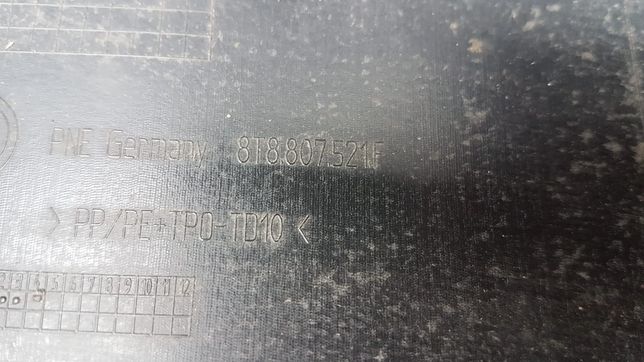 PNE Germany 8T8.807.521.F
> PP/PE+TPO-TD10 <
2 3 4 5 6 7 8 9 10 11 12